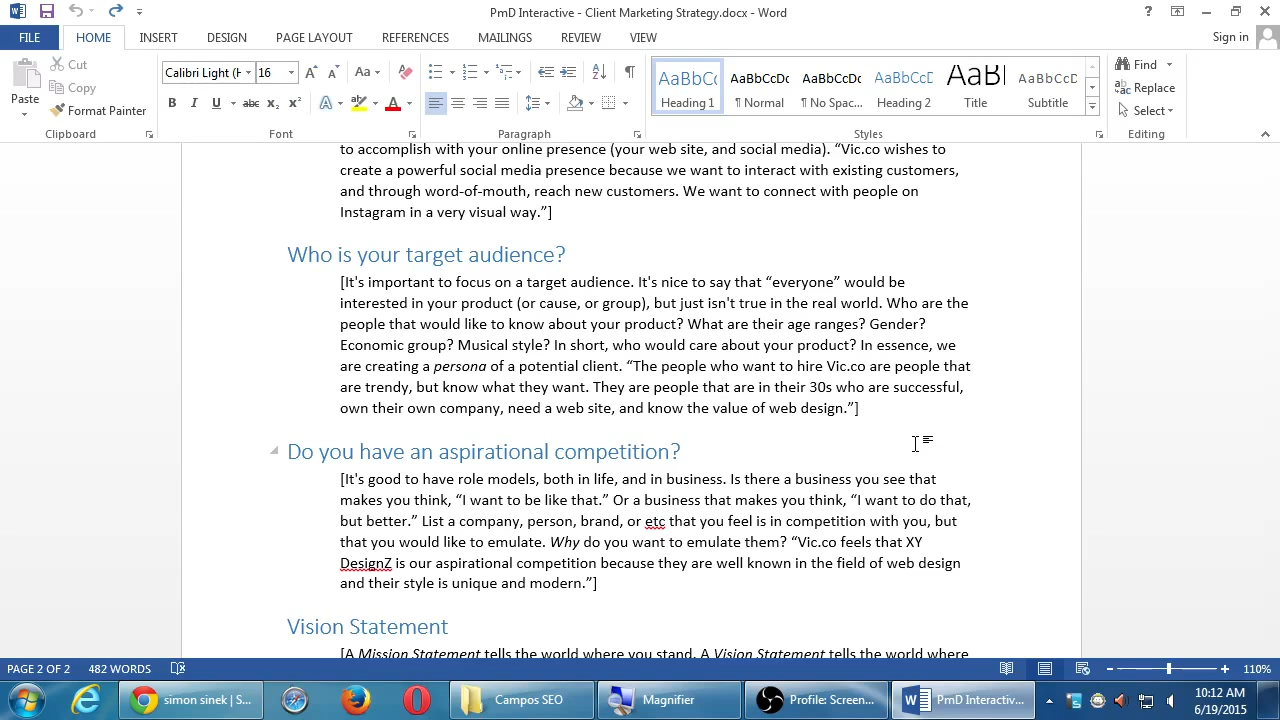 PmD Interactive - Client Marketing Strategy.docx - Word
FILE HOME INSERT DESIGN PAGE LAYOUT REFERENCES MAILINGS REVIEW VIEW Sign in
Paste
Cut
Copy
Format Painter
Clipboard
Calibri Light (H 16
Font
Paragraph
AaBbCc AaBbCcDc AaBbCcDc AaBbCcD AaBl AaBbCcD
Heading 1 ¶ Normal ¶ No Spac... Heading 2 Title Subtitle
Styles
Find
Replace
Select
Editing
to accomplish with your online presence (your web site, and social media). “Vic.co wishes to
create a powerful social media presence because we want to interact with existing customers,
and through word-of-mouth, reach new customers. We want to connect with people on
Instagram in a very visual way.”]
Who is your target audience?
[It's important to focus on a target audience. It's nice to say that “everyone” would be
interested in your product (or cause, or group), but just isn't true in the real world. Who are the
people that would like to know about your product? What are their age ranges? Gender?
Economic group? Musical style? In short, who would care about your product? In essence, we
are creating a persona of a potential client. “The people who want to hire Vic.co are people that
are trendy, but know what they want. They are people that are in their 30s who are successful,
own their own company, need a web site, and know the value of web design.”]
Do you have an aspirational competition?
[It's good to have role models, both in life, and in business. Is there a business you see that
makes you think, “I want to be like that.” Or a business that makes you think, “I want to do that,
but better.” List a company, person, brand, or etc that you feel is in competition with you, but
that you would like to emulate. Why do you want to emulate them? “Vic.co feels that XY
DesignZ is our aspirational competition because they are well known in the field of web design
and their style is unique and modern.”]
Vision Statement
[A Mission Statement tells the world where you stand. A Vision Statement tells the world where
PAGE 2 OF 2 482 WORDS 110%
simon sinek | S... Campos SEO Magnifier Profile: Screen... PmD Interactiv... 10:12 AM
6/19/2015